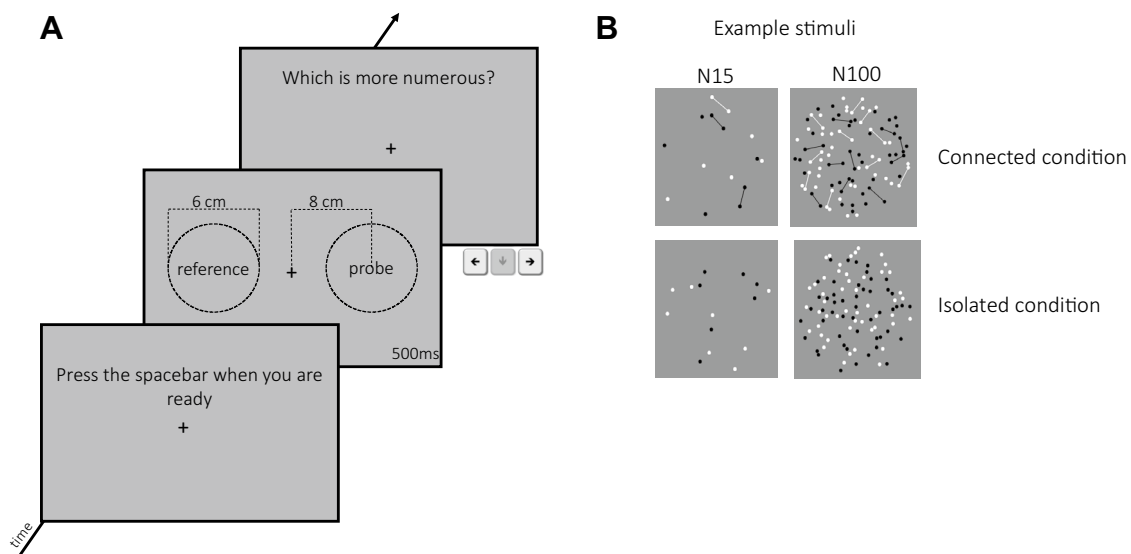 A
Which is more numerous?
+
6 cm
8 cm
reference
+
probe
← ↓ →
500ms
Press the spacebar when you are
ready
+
time
B
Example stimuli
N15
N100
Connected condition
Isolated condition